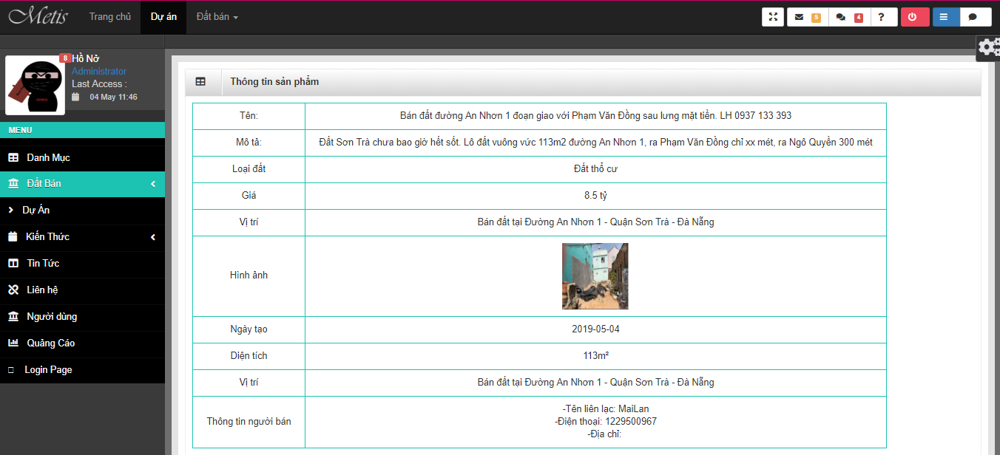 Metis Trang chủ Dự án Đất bán 5 4 ?
8 Hồ Nở
Administrator
Last Access :
04 May 11:46
MENU
Danh Mục
Đất Bán
Dự Án
Kiến Thức
Tin Tức
Liên hệ
Người dùng
Quảng Cáo
Login Page
Thông tin sản phẩm
Tên: Bán đất đường An Nhơn 1 đoạn giao với Phạm Văn Đồng sau lưng mặt tiền. LH 0937 133 393
Mô tả: Đất Sơn Trà chưa bao giờ hết sốt. Lô đất vuông vức 113m2 đường An Nhơn 1, ra Phạm Văn Đồng chỉ xx mét, ra Ngô Quyền 300 mét
Loại đất Đất thổ cư
Giá 8.5 tỷ
Vị trí Bán đất tại Đường An Nhơn 1 - Quận Sơn Trà - Đà Nẵng
Hình ảnh
Ngày tạo 2019-05-04
Diện tích 113m²
Vị trí Bán đất tại Đường An Nhơn 1 - Quận Sơn Trà - Đà Nẵng
Thông tin người bán
-Tên liên lạc: MaiLan
-Điện thoại: 1229500967
-Địa chỉ: